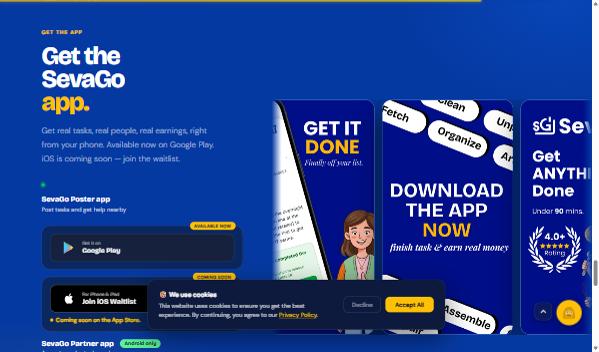 GET THE APP
Get the
SevaGo
app.
Get real tasks, real people, real earnings, right
from your phone. Available now on Google Play.
iOS is coming soon — join the waitlist.
SevaGo Poster app
Post tasks and get help nearby
AVAILABLE NOW
Get it on
Google Play
COMING SOON
For iPhone & iPad
Join iOS Waitlist
Coming soon on the App Store.
SevaGo Partner app
Android only
GET IT
DONE
Finally off your list.
Fetch
Clean
Organize
DOWNLOAD
THE APP
NOW
finish task & earn real money
Assemble
Get
ANYTHI
Done
Under 90 mins.
4.0+
Rating
We use cookies
This website uses cookies to ensure you get the best
experience. By continuing, you agree to our Privacy Policy.
Decline
Accept All